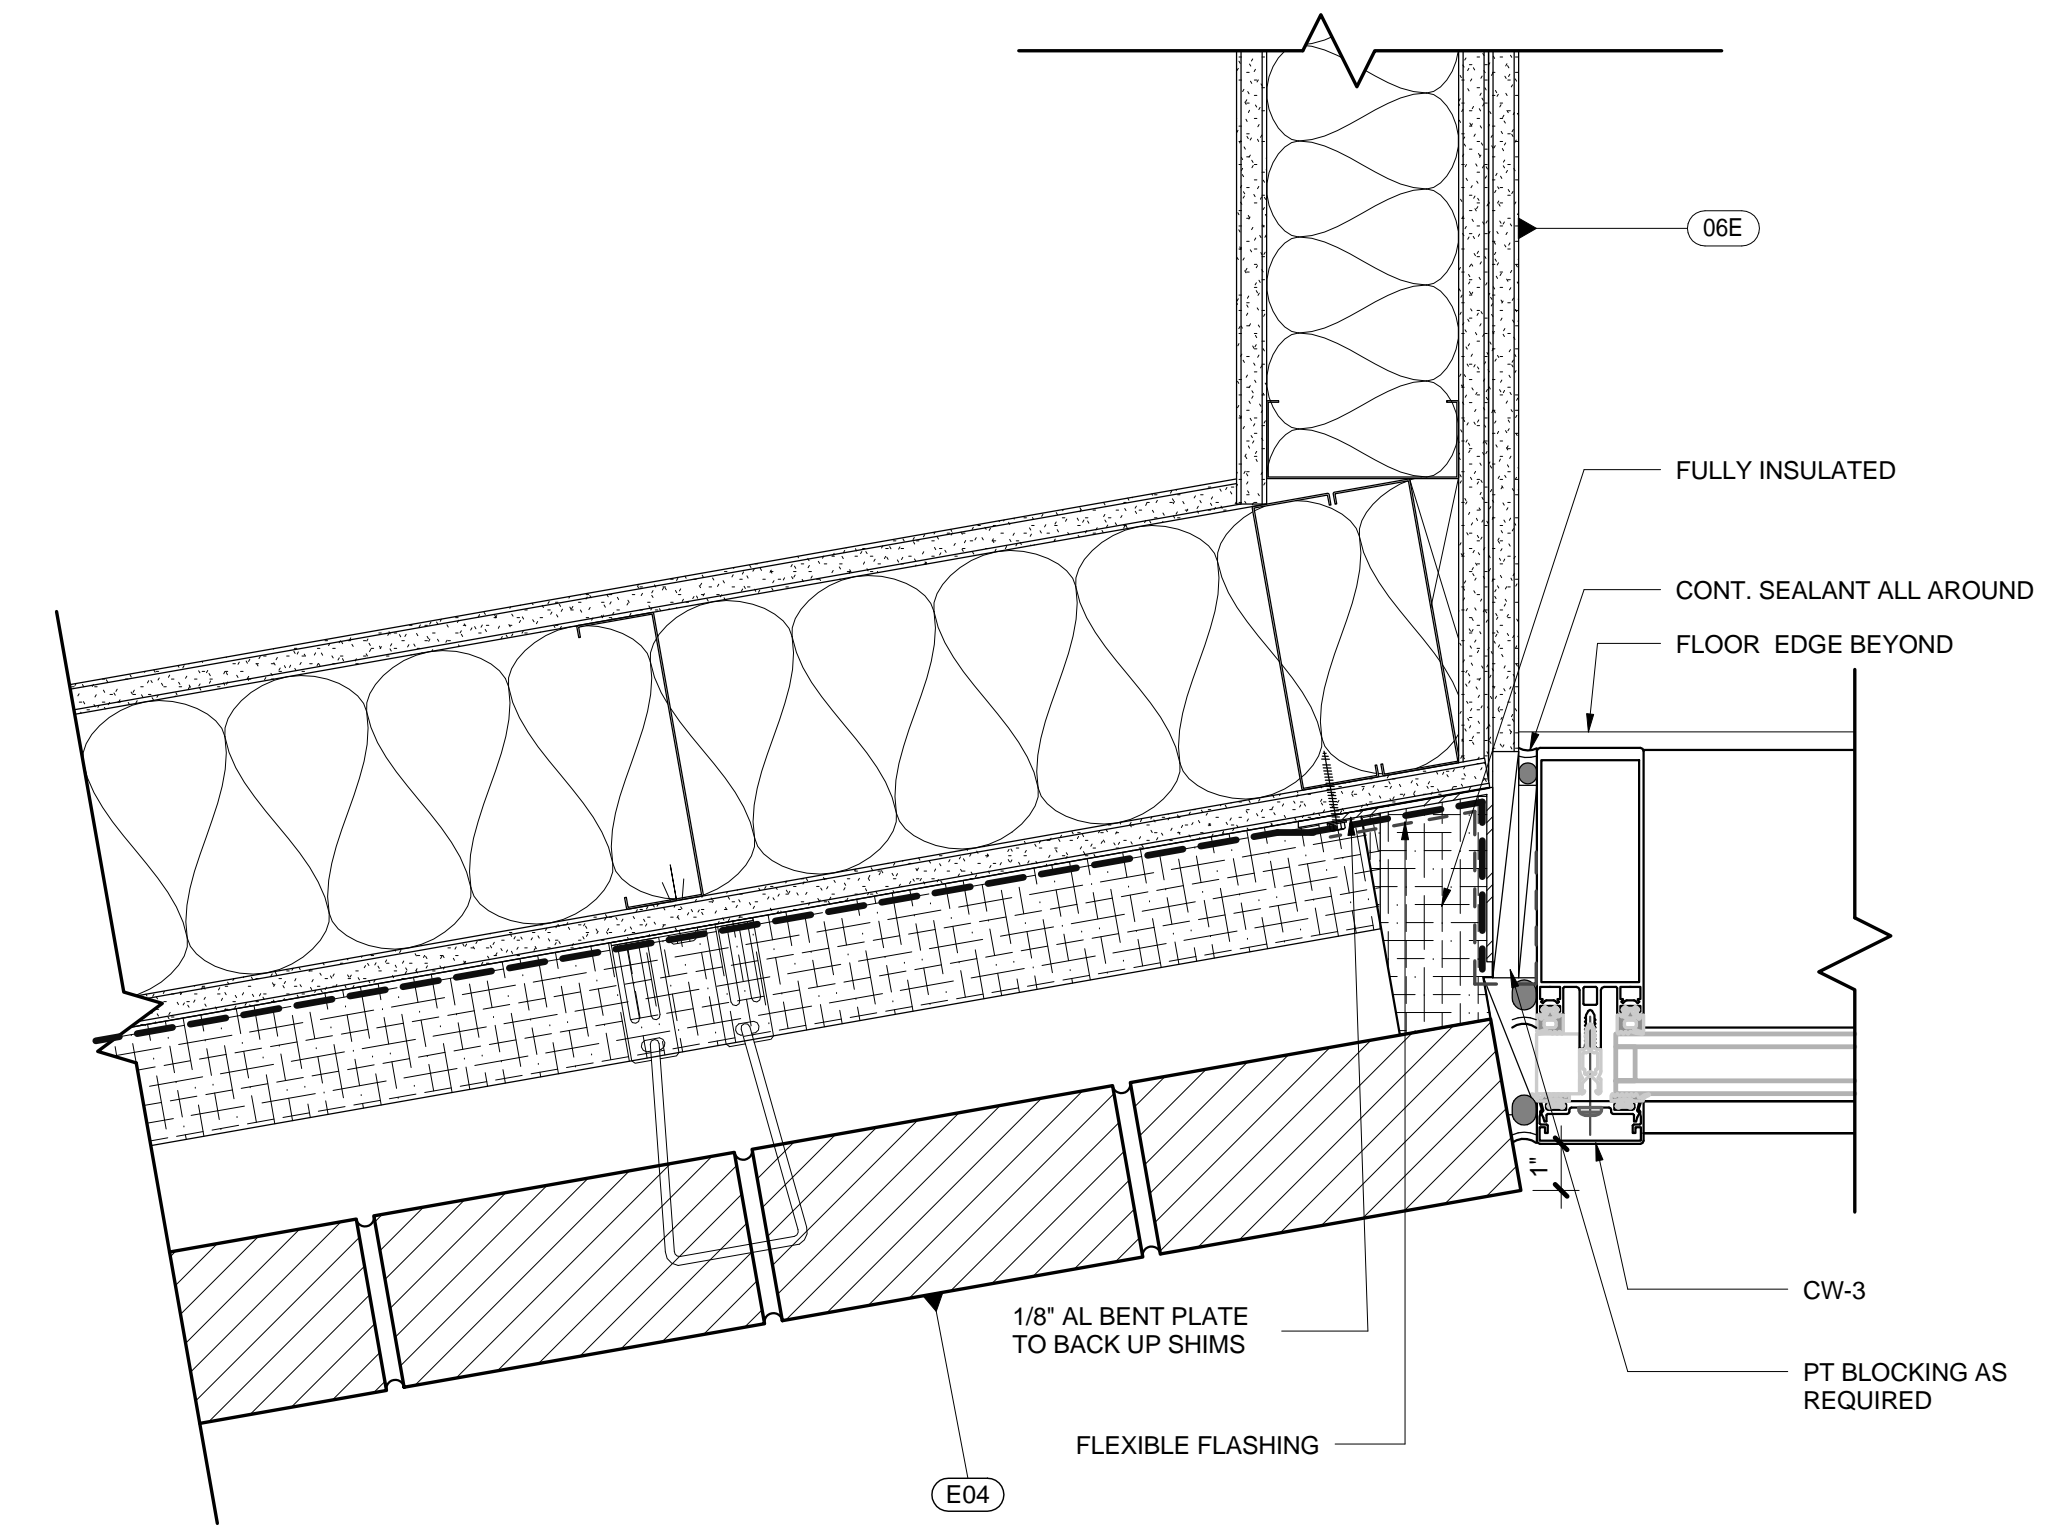 06E
FULLY INSULATED
CONT. SEALANT ALL AROUND
FLOOR EDGE BEYOND
1"
CW-3
1/8" AL BENT PLATE
TO BACK UP SHIMS
PT BLOCKING AS
REQUIRED
FLEXIBLE FLASHING
E04